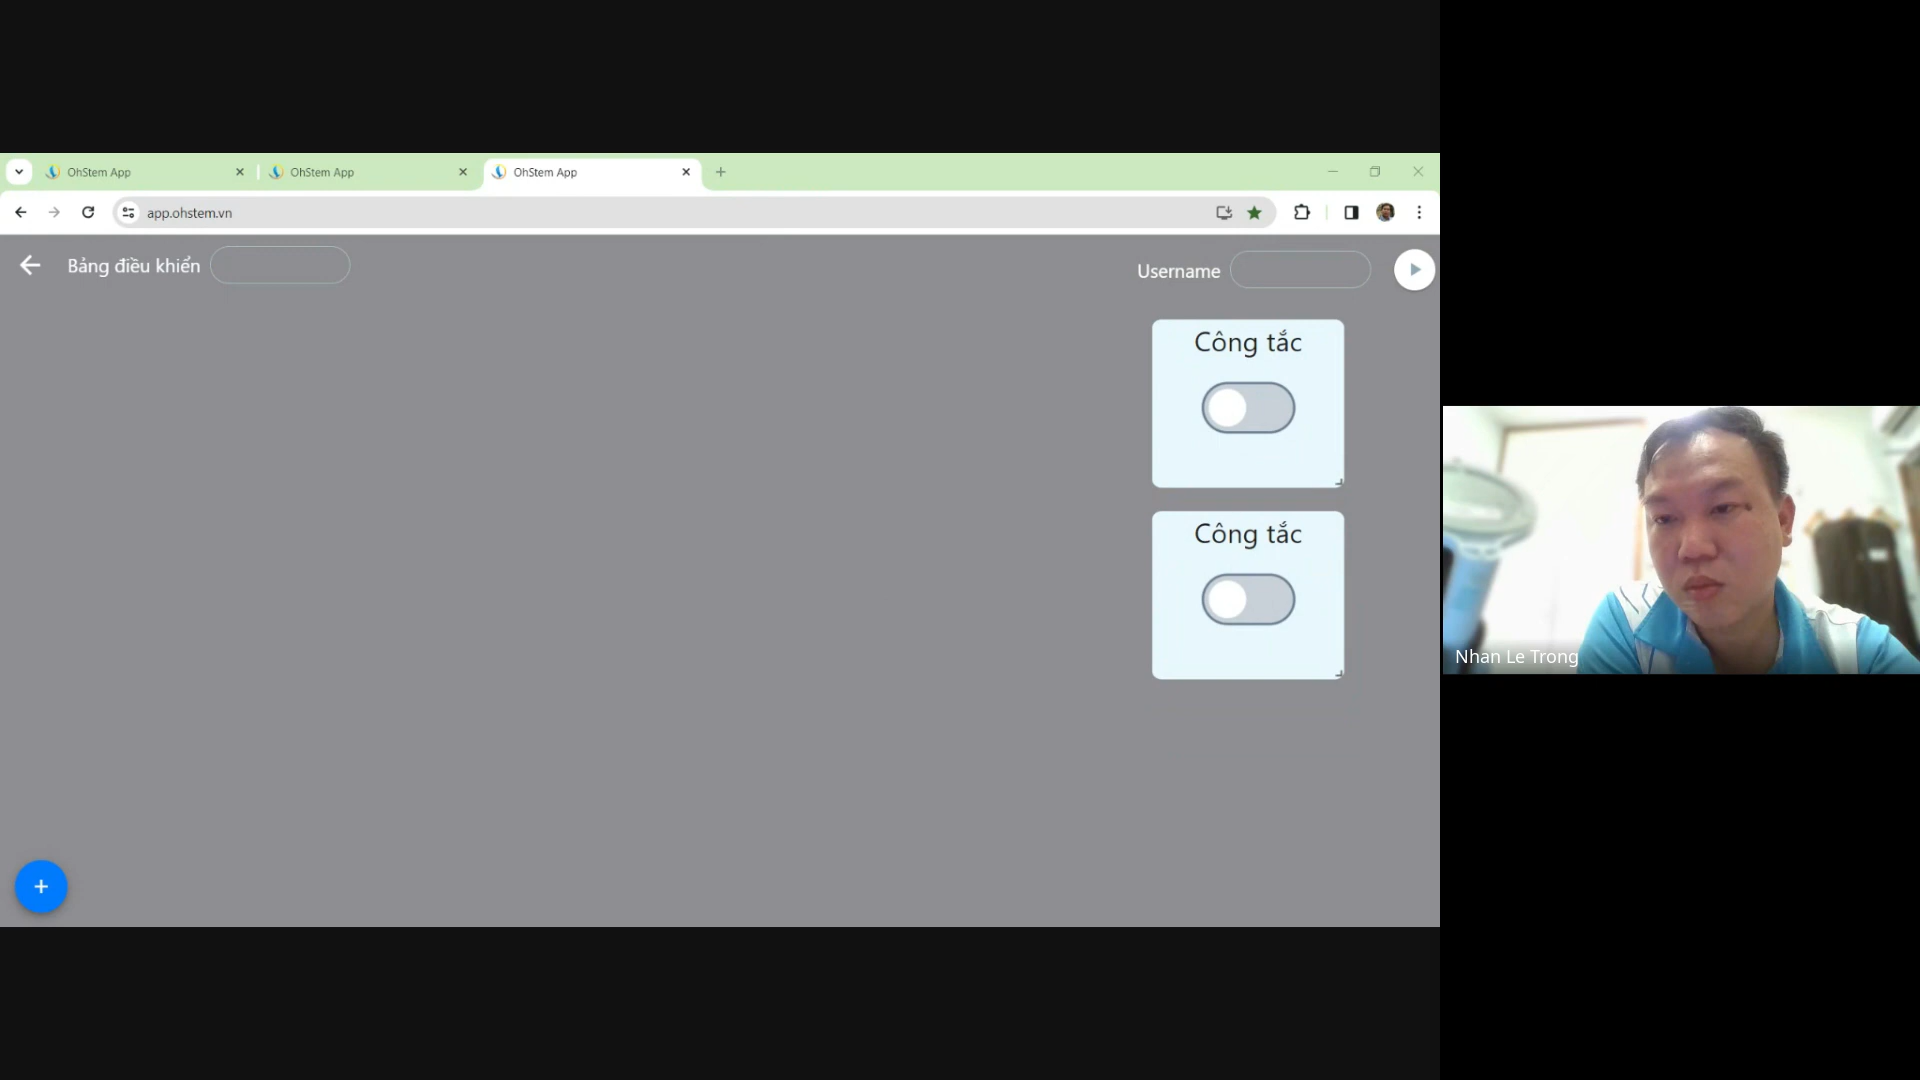 OhStem App
OhStem App
OhStem App
app.ohstem.vn
Bảng điều khiển
Username
Công tắc
Công tắc
Nhan Le Trong